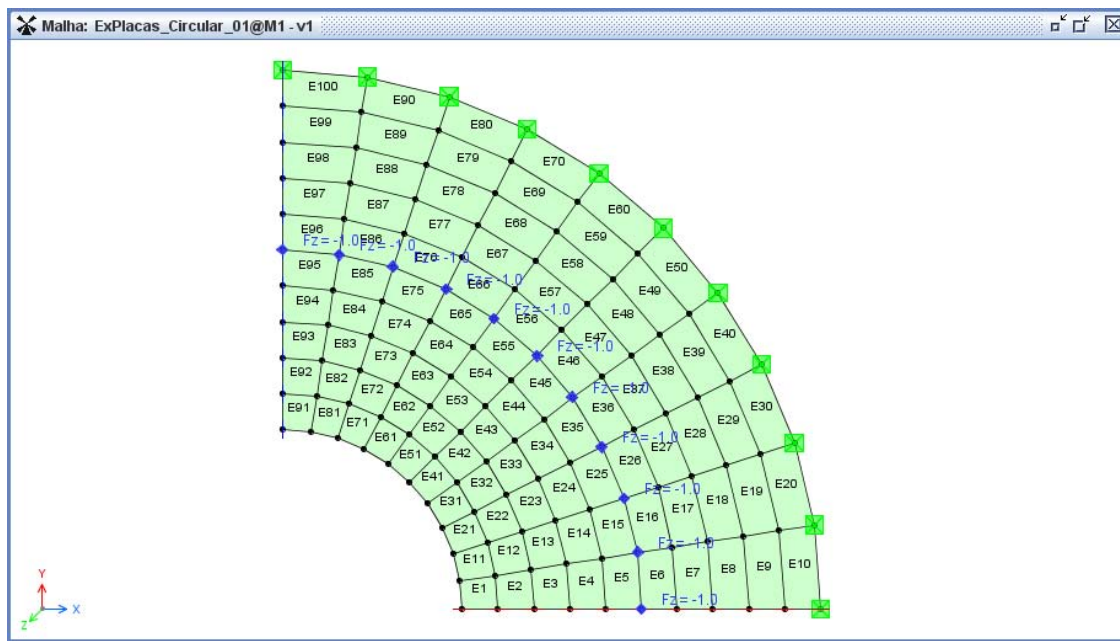 Malha: ExPlacas_Circular_01@M1 - v1
E100
E90
E80
E99
E89
E70
E79
E98
E88
E69
E60
E97
E78
E87
E68
E59
E77
E96
E86
E50
Fz= -1.0
Fz= -1.0
E76
Fz= -1.0
E67
E58
E95
E85
E49
E66
Fz= -1.0
E75
E57
E94
E84
E65
E48
E40
E56
Fz= -1.0
E74
E93
E83
E64
E55
E47
E39
E46
Fz= -1.0
E73
E54
E38
E92
E82
E63
E45
E30
E72
E53
E37
Fz= -1.0
E91
E81
E62
E44
E36
E29
E71
E52
E43
E35
E28
E61
E34
E27
Fz= -1.0
E51
E42
E26
E20
E33
E25
E19
E41
E32
E24
Fz= -1.0
E18
E31
E23
E17
E16
E22
E15
E21
E14
E13
Fz= -1.0
E12
E11
E10
E9
E8
E7
E6
E5
E4
E3
E2
E1
Y
Fz= -1.0
X
Z